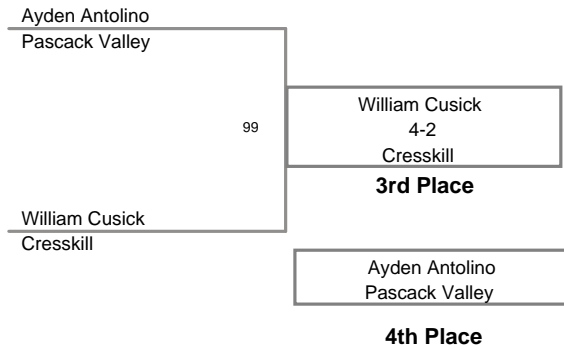 Ayden Antolino
Pascack Valley
99
William Cusick
4-2
Cresskill
3rd Place
William Cusick
Cresskill
Ayden Antolino
Pascack Valley
4th Place